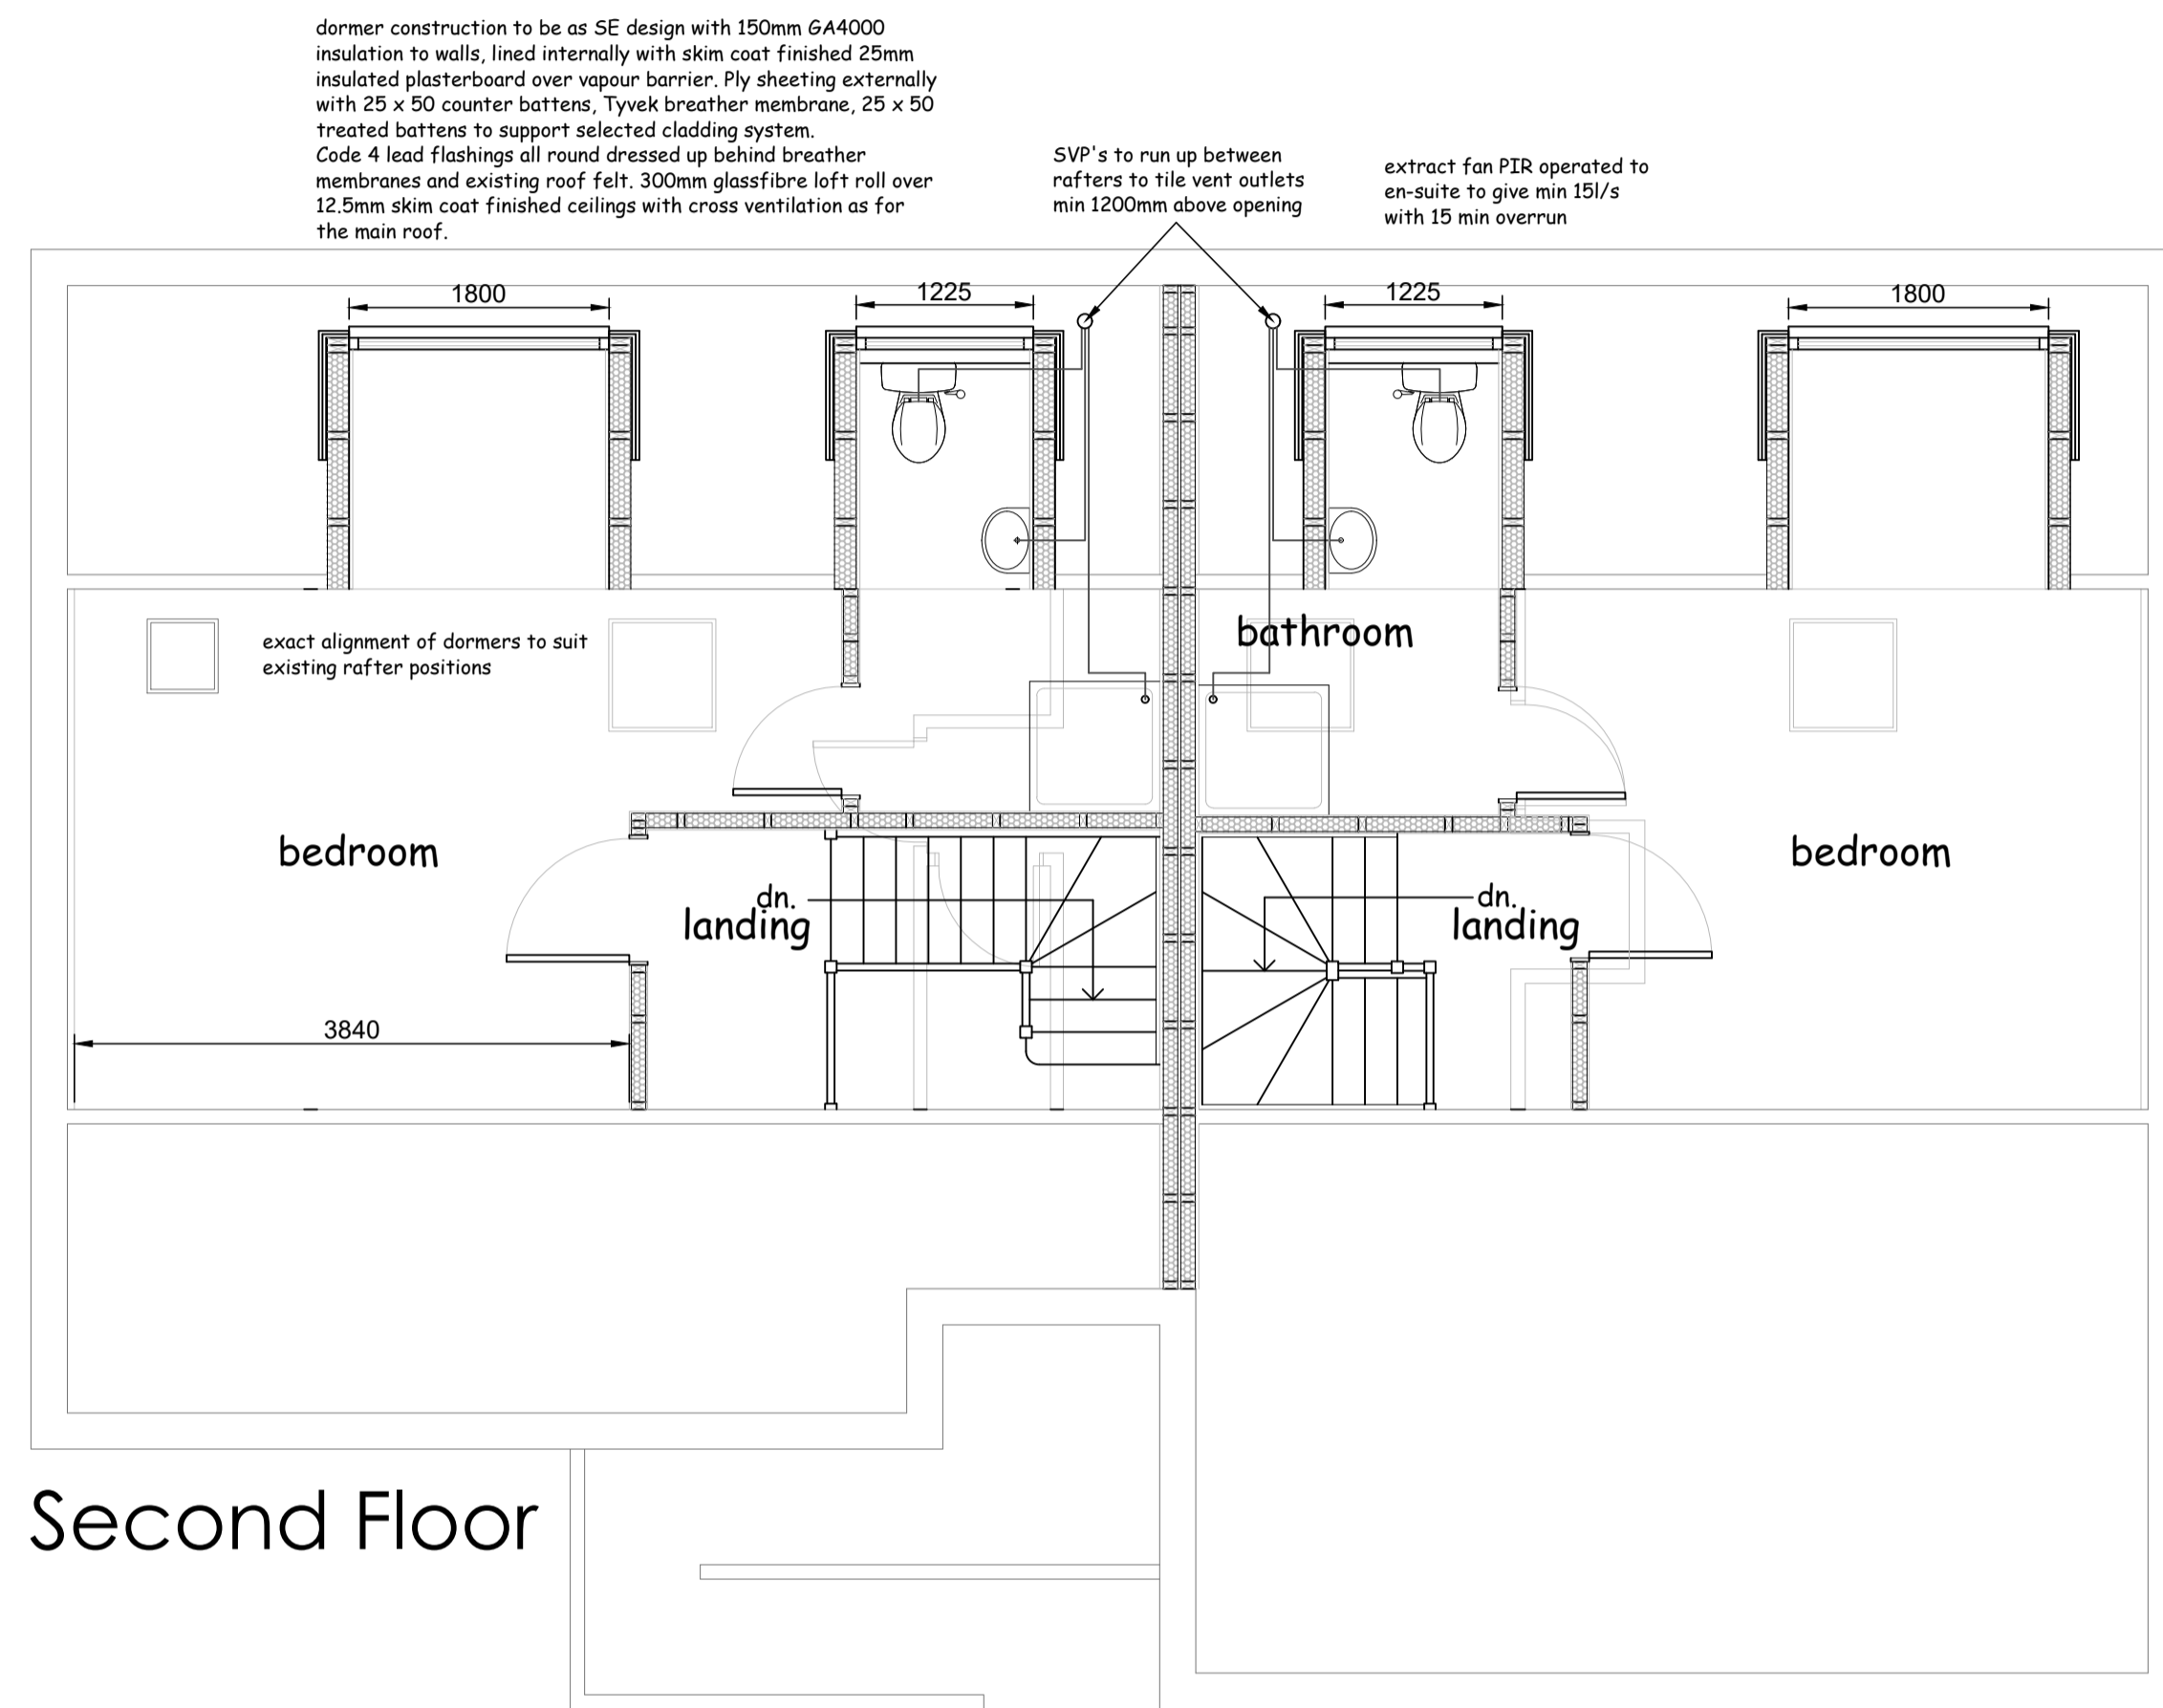 dormer construction to be as SE design with 150mm GA4000
insulation to walls, lined internally with skim coat finished 25mm
insulated plasterboard over vapour barrier. Ply sheeting externally
with 25 x 50 counter battens, Tyvek breather membrane, 25 x 50
treated battens to support selected cladding system.
Code 4 lead flashings all round dressed up behind breather
membranes and existing roof felt. 300mm glassfibre loft roll over
12.5mm skim coat finished ceilings with cross ventilation as for
the main roof.
SVP's to run up between
rafters to tile vent outlets
min 1200mm above opening
extract fan PIR operated to
en-suite to give min 15l/s
with 15 min overrun
1800
1225
1225
1800
exact alignment of dormers to suit
existing rafter positions
bathroom
bedroom
bedroom
dn.
landing
dn.
landing
3840
Second Floor